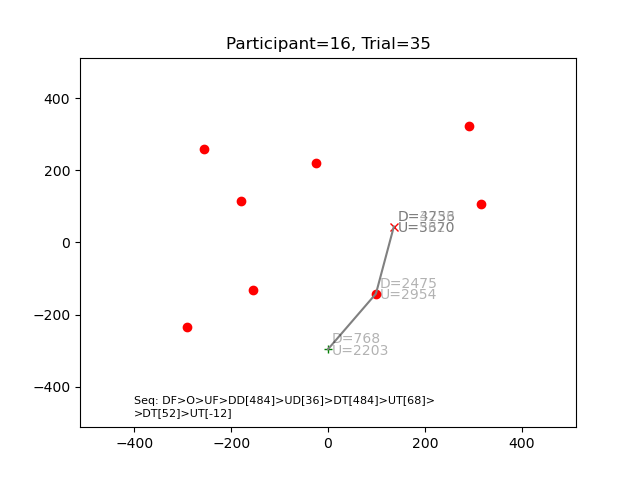 Participant=16, Trial=35
400
200
0
−200
−400
U=5520
D=2475
U=2954
D=768
U=2203
Seq: DF>O>UF>DD[484]>UD[36]>DT[484]>UT[68]>
>DT[52]>UT[-12]
−400
−200
0
200
400